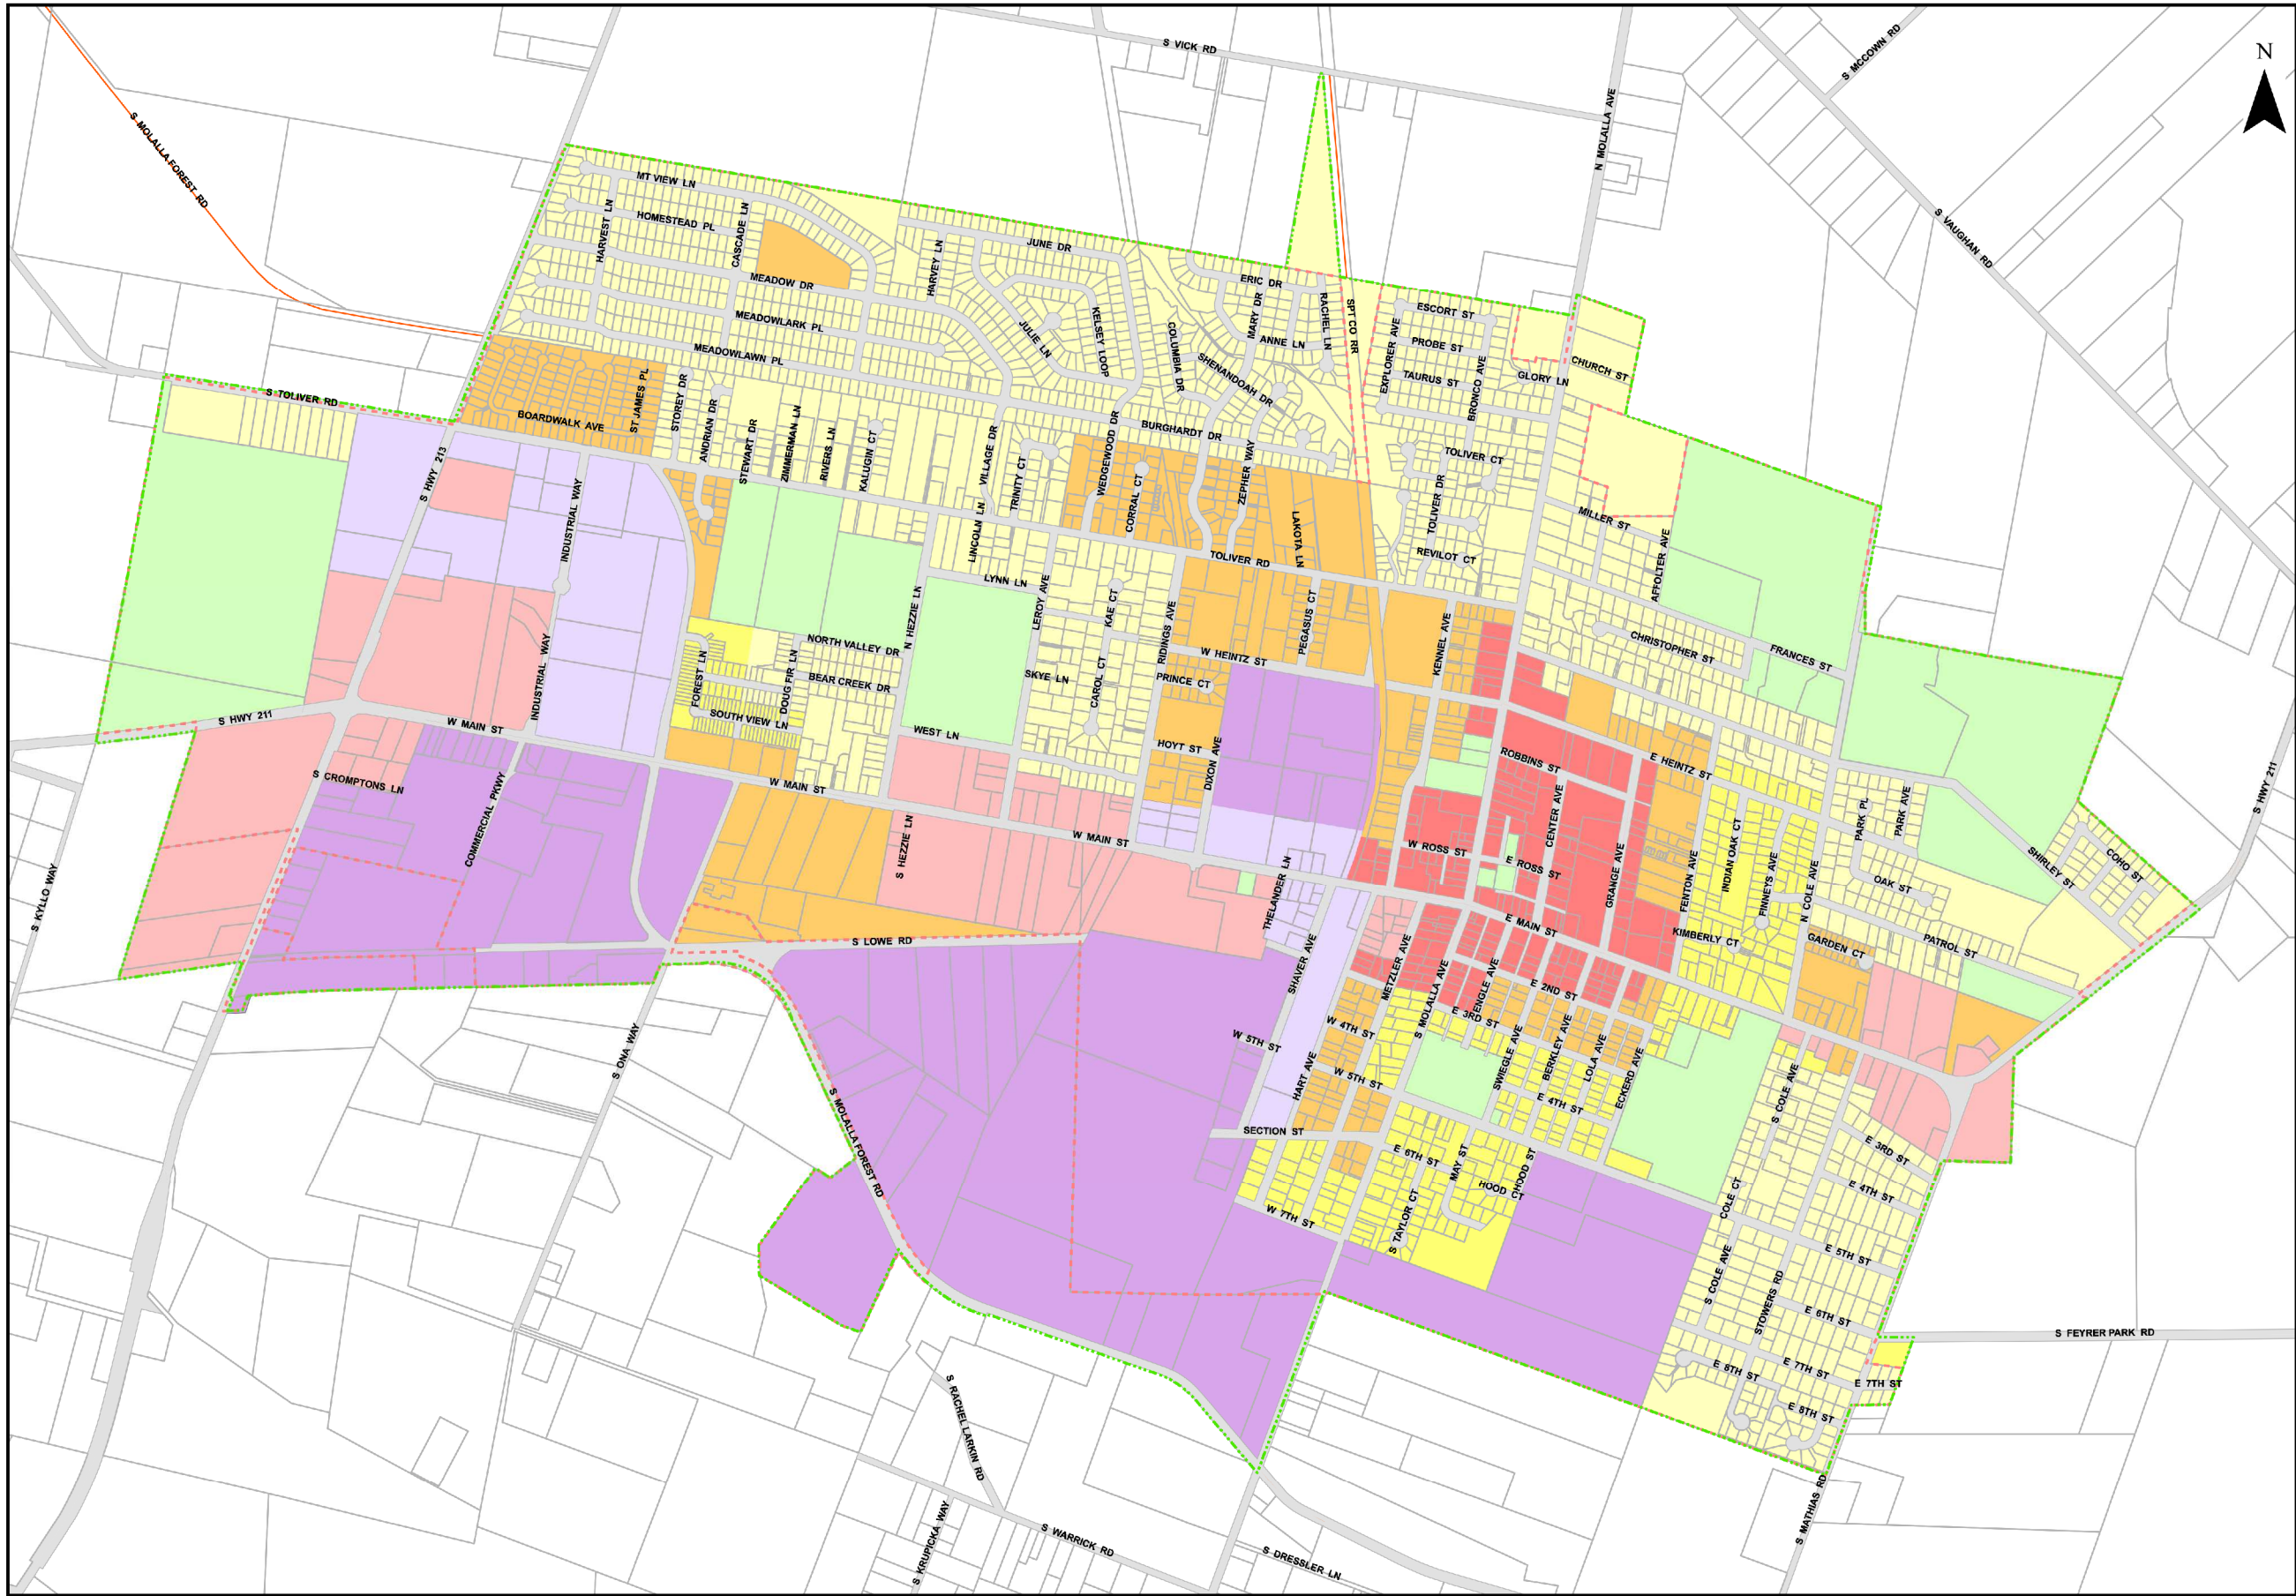 S VICK RD
S MCCOWN RD
N
S MOLALLA FOREST RD
N MOLALLA AVE
S VAUGHAN RD
MT VIEW LN
HOMESTEAD PL
HARVEST LN
CASCADE LN
MEADOW DR
MEADOWLARK PL
MEADOWLAWN PL
HARVEY LN
JUNE DR
JULIE LN
KELSEY LOOP
COLUMBIA DR
ERIC DR
MARY DR
RACHEL LN
ANNE LN
SHENANDOAH DR
SPT CO RR
ESCORT ST
EXPLORER AVE
PROBE ST
TAURUS ST
BRONCO AVE
GLORY LN
CHURCH ST
S TOLIVER RD
BOARDWALK AVE
ST JAMES PL
STOREY DR
ANDRIAN DR
STEWART DR
ZIMMERMAN LN
RIVERS LN
KALUGIN CT
VILLAGE DR
TRINITY CT
LINCOLN LN
WEDGEWOOD DR
CORRAL CT
BURGHARDT DR
ZEPHER WAY
LAKOTA LN
TOLIVER CT
TOLIVER DR
REVILOT CT
MILLER ST
AFFOLTER AVE
S HWY 213
INDUSTRIAL WAY
TOLIVER RD
LYNN LN
LEROY AVE
KAE CT
RIDINGS AVE
PEGASUS CT
KENNEL AVE
CHRISTOPHER ST
FRANCES ST
INDUSTRIAL WAY
NORTH VALLEY DR
N HEZZIE LN
FOREST LN
DOUG FIR LN
BEAR CREEK DR
SOUTH VIEW LN
SKYE LN
CAROL CT
PRINCE CT
W HEINTZ ST
S HWY 211
W MAIN ST
WEST LN
HOYT ST
DIXON AVE
ROBBINS ST
E HEINTZ ST
S HWY 211
S CROMPTONS LN
COMMERCIAL PKWY
W MAIN ST
S HEZZIE LN
W MAIN ST
THELANDER LN
W ROSS ST
E ROSS ST
CENTER AVE
GRANGE AVE
FENTON AVE
INDIAN OAK CT
FINNEYS AVE
N COLE AVE
PARK PL
PARK AVE
OAK ST
SHIRLEY ST
COHO ST
S KYLLO WAY
S LOWE RD
SHAVER AVE
METZLER AVE
S MOLALLA AVE
ENGLE AVE
E MAIN ST
E 2ND ST
E 3RD ST
KIMBERLY CT
GARDEN CT
PATROL ST
S ONA WAY
W 4TH ST
W 5TH ST
W 5TH ST
HART AVE
SWIEGLE AVE
BERKLEY AVE
LOLA AVE
ECKERD AVE
E 4TH ST
S COLE AVE
S MOLALLA FOREST RD
SECTION ST
E 6TH ST
MAY ST
HOOD ST
HOOD CT
S TAYLOR CT
W 7TH ST
COLE CT
E 3RD ST
E 4TH ST
E 5TH ST
S COLE AVE
STOWERS RD
E 6TH ST
S FEYRER PARK RD
E 7TH ST
E 7TH ST
E 8TH ST
E 8TH ST
S RACHEL LARKIN RD
S KRUPICKA WAY
S WARRICK RD
S DRESSLER LN
S MATHIAS RD